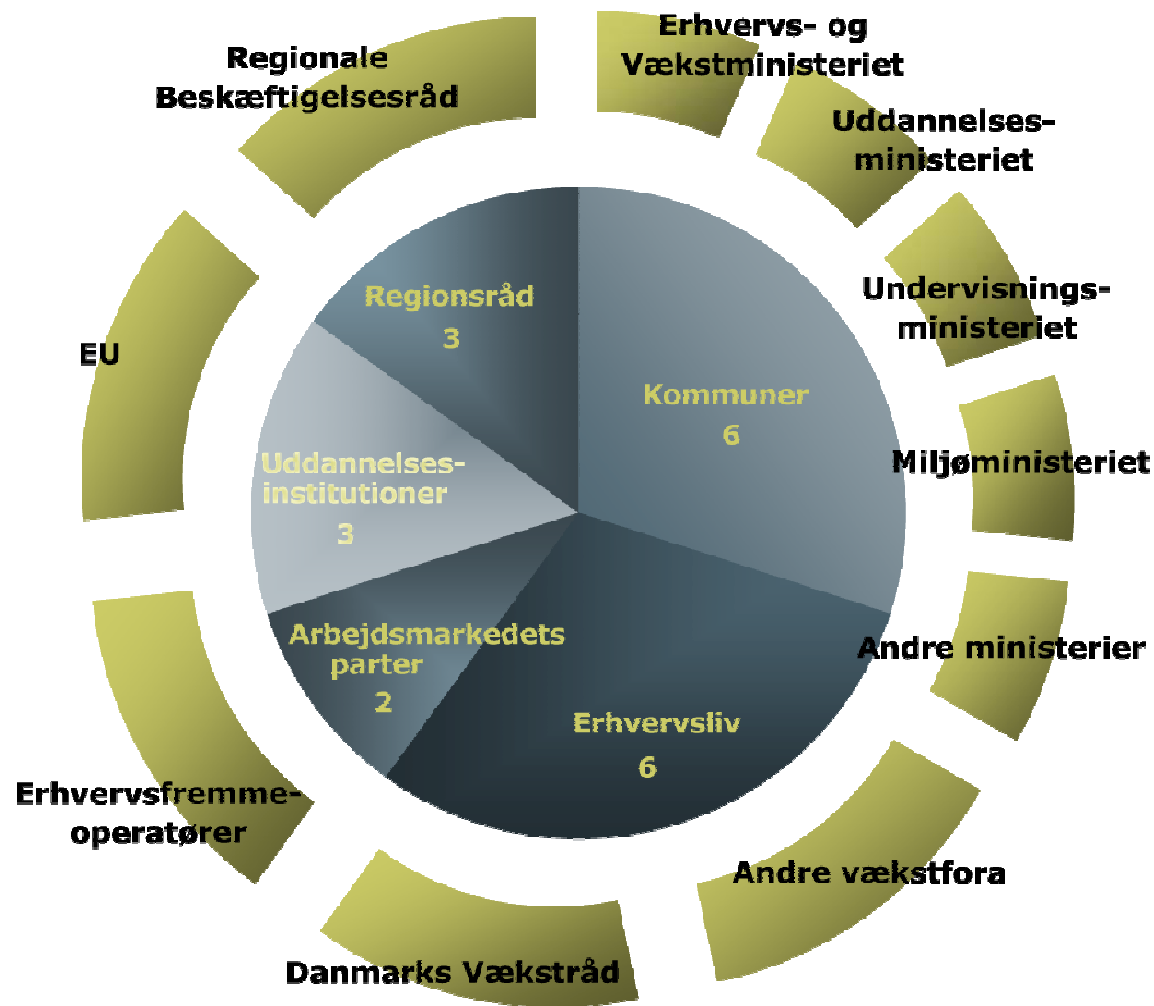 Erhvervs- og
Vækstministeriet
Regionale
Beskæftigelsesråd
Uddannelses-
ministeriet
Undervisnings-
ministeriet
Regionsråd
3
EU
Kommuner
6
Miljøministeriet
Uddannelses-
institutioner
3
Arbejdsmarkedets
parter
2
Andre ministerier
Erhvervsliv
6
Erhvervsfremme-
operatører
Andre vækstfora
Danmarks Vækstråd